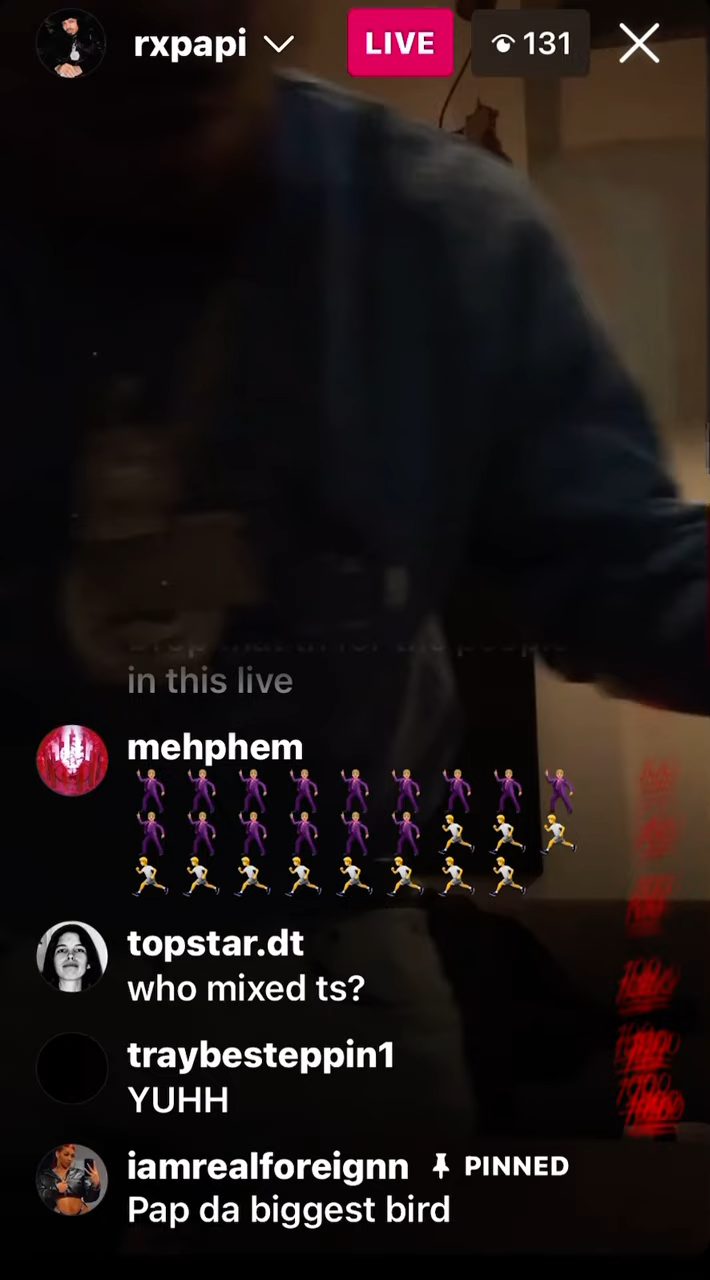 rxpapi
LIVE
131
in this live
mehphem
topstar.dt
who mixed ts?
traybesteppin1
YUHH
iamrealforeignn PINNED
Pap da biggest bird